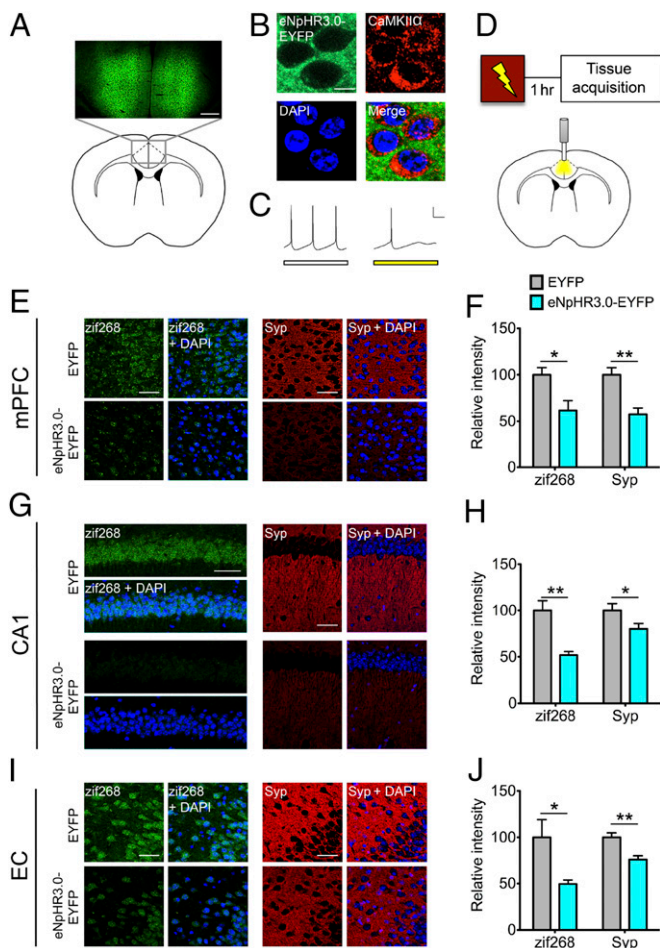 A
B
eNpHR3.0-
EYFP
CaMKIIα
DAPI
Merge
C
D
1 hr
Tissue
acquisition
EYFP
eNpHR3.0-EYFP
E
mPFC
EYFP
eNpHR3.0-
EYFP
zif268
zif268
+ DAPI
Syp
Syp + DAPI
F
Relative intensity
150
100
50
0
*
**
zif268
Syp
G
CA1
EYFP
eNpHR3.0-
EYFP
zif268
zif268 + DAPI
Syp
Syp + DAPI
H
Relative intensity
150
100
50
0
**
*
zif268
Syp
I
EC
EYFP
eNpHR3.0-
EYFP
zif268
zif268
+ DAPI
Syp
Syp + DAPI
J
Relative intensity
150
100
50
0
*
**
zif268
Syp